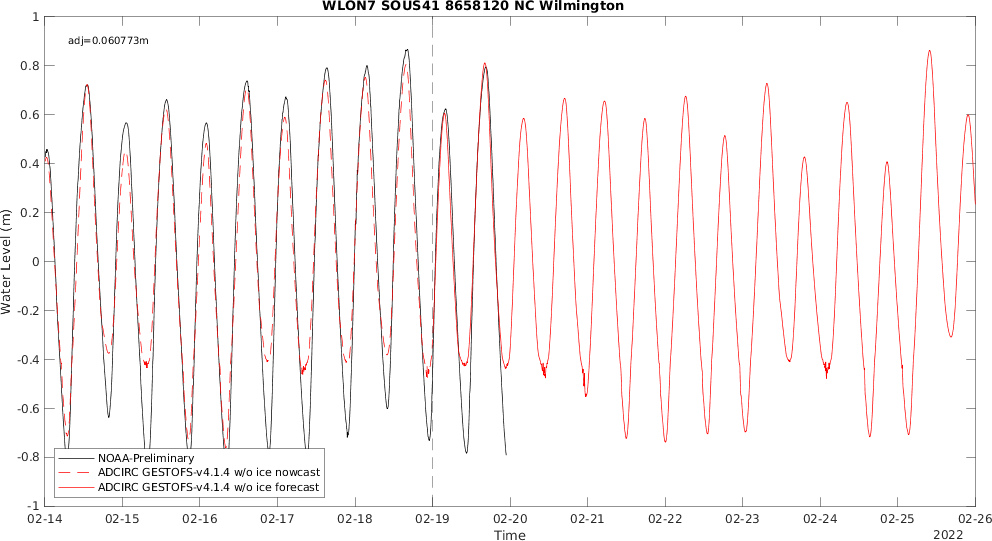 WLON7 SOUS41 8658120 NC Wilmington
adj=0.060773m
Water Level (m)
1
0.8
0.6
0.4
0.2
0
-0.2
-0.4
-0.6
-0.8
-1
NOAA-Preliminary
ADCIRC GESTOFS-v4.1.4 w/o ice nowcast
ADCIRC GESTOFS-v4.1.4 w/o ice forecast
02-14 02-15 02-16 02-17 02-18 02-19 02-20 02-21 02-22 02-23 02-24 02-25 02-26
Time
2022